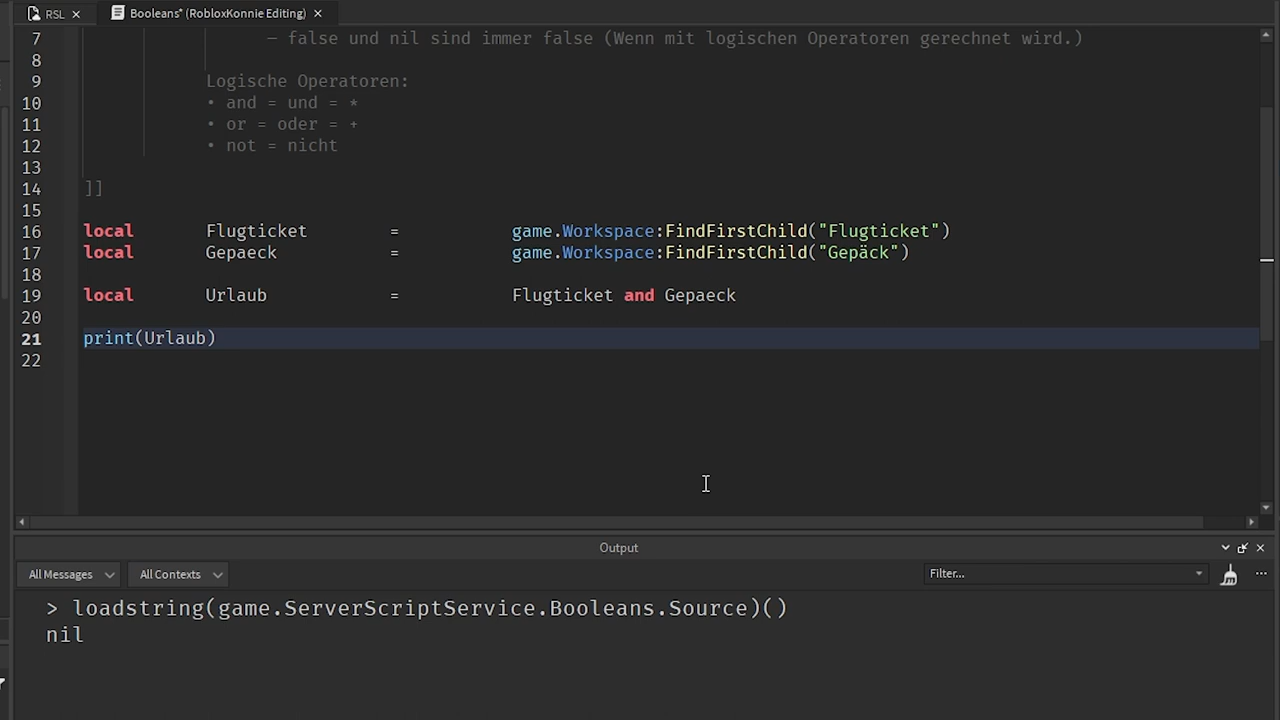 RSL
Booleans* (RobloxKonnie Editing)
7 – false und nil sind immer false (Wenn mit logischen Operatoren gerechnet wird.)
8
9 Logische Operatoren:
10 • and = und = *
11 • or = oder = +
12 • not = nicht
13
14 ]]
15
16 local Flugticket = game.Workspace:FindFirstChild("Flugticket")
17 local Gepaeck = game.Workspace:FindFirstChild("Gepäck")
18
19 local Urlaub = Flugticket and Gepaeck
20
21 print(Urlaub)
22
Output
All Messages All Contexts Filter...
> loadstring(game.ServerScriptService.Booleans.Source)()
nil